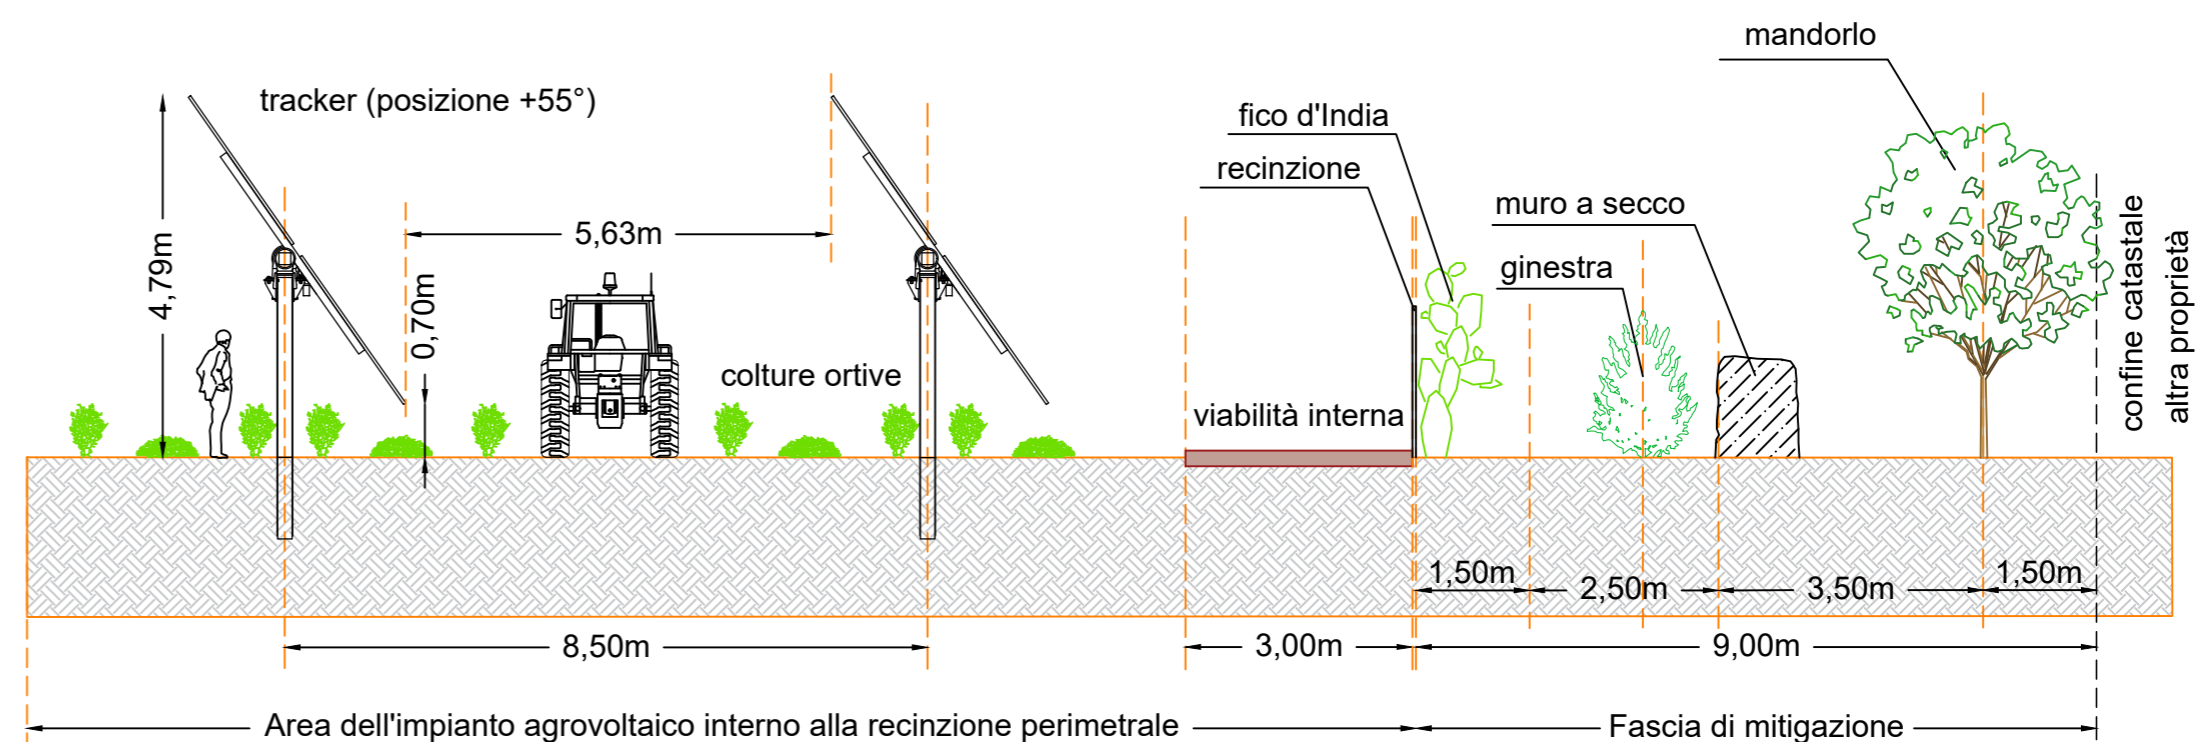 mandorlo
tracker (posizione +55°)
fico d'India
recinzione
muro a secco
ginestra
4,79m
5,63m
0,70m
colture ortive
viabilità interna
confine catastale
altra proprietà
1,50m
2,50m
3,50m
1,50m
8,50m
3,00m
9,00m
Area dell'impianto agrovoltaico interno alla recinzione perimetrale
Fascia di mitigazione